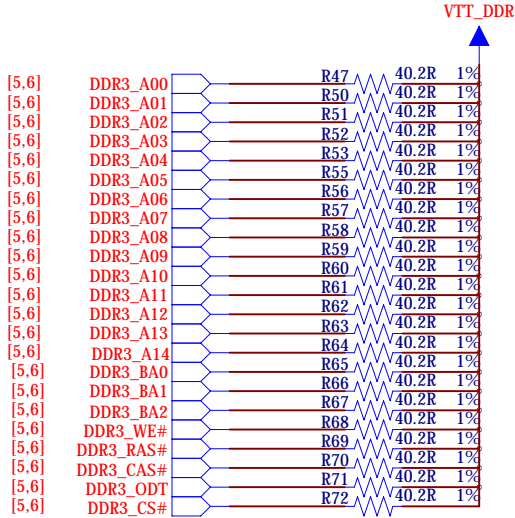 VTT_DDR
[5,6] DDR3_A00 R47 40.2R 1%
[5,6] DDR3_A01 R50 40.2R 1%
[5,6] DDR3_A02 R51 40.2R 1%
[5,6] DDR3_A03 R52 40.2R 1%
[5,6] DDR3_A04 R53 40.2R 1%
[5,6] DDR3_A05 R55 40.2R 1%
[5,6] DDR3_A06 R56 40.2R 1%
[5,6] DDR3_A07 R57 40.2R 1%
[5,6] DDR3_A08 R58 40.2R 1%
[5,6] DDR3_A09 R59 40.2R 1%
[5,6] DDR3_A10 R60 40.2R 1%
[5,6] DDR3_A11 R61 40.2R 1%
[5,6] DDR3_A12 R62 40.2R 1%
[5,6] DDR3_A13 R63 40.2R 1%
[5,6] DDR3_A14 R64 40.2R 1%
[5,6] DDR3_BA0 R65 40.2R 1%
[5,6] DDR3_BA1 R66 40.2R 1%
[5,6] DDR3_BA2 R67 40.2R 1%
[5,6] DDR3_WE# R68 40.2R 1%
[5,6] DDR3_RAS# R69 40.2R 1%
[5,6] DDR3_CAS# R70 40.2R 1%
[5,6] DDR3_ODT R71 40.2R 1%
[5,6] DDR3_CS# R72 40.2R 1%